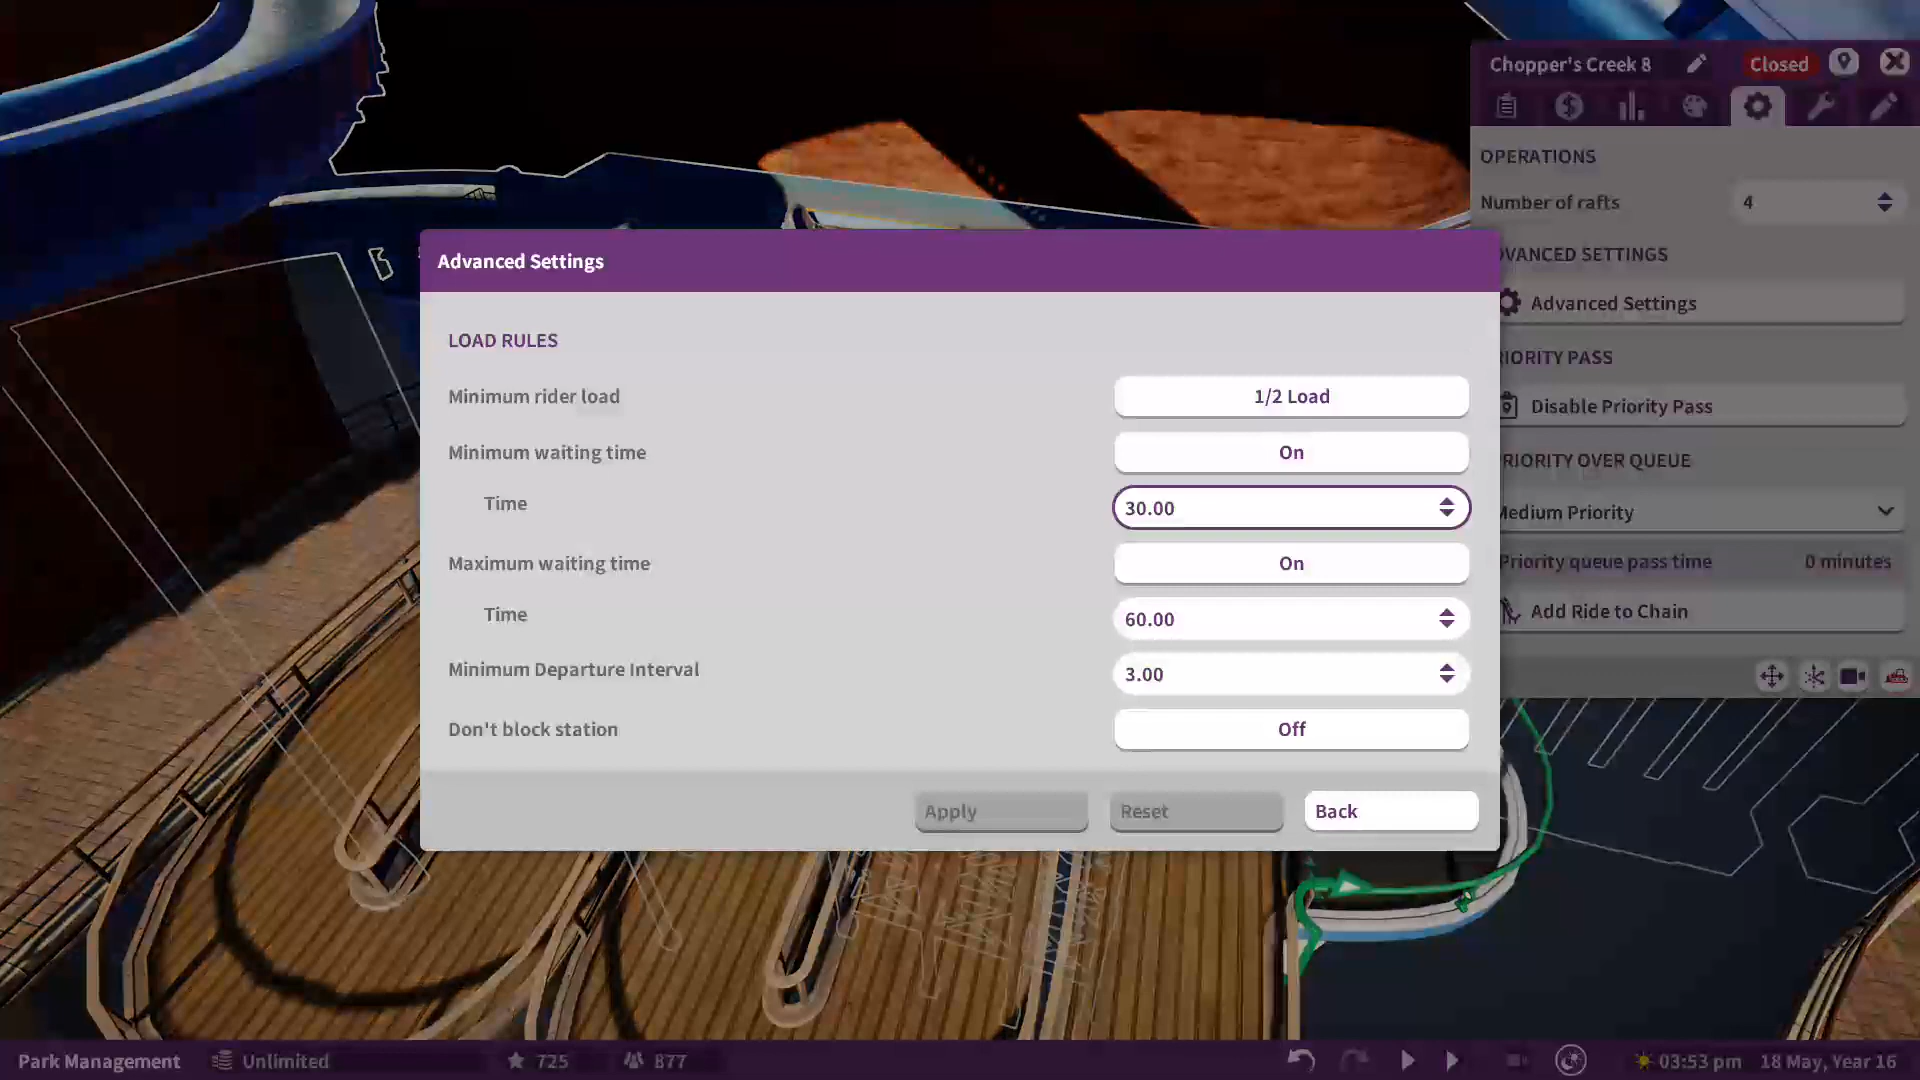 Chopper's Creek 8
Closed
OPERATIONS
Number of rafts
4
VANCED SETTINGS
Advanced Settings
IORITY PASS
Disable Priority Pass
RIORITY OVER QUEUE
Medium Priority
Priority queue pass time
0 minutes
Add Ride to Chain
Advanced Settings
LOAD RULES
Minimum rider load
1/2 Load
Minimum waiting time
On
Time
30.00
Maximum waiting time
On
Time
60.00
Minimum Departure Interval
3.00
Don't block station
Off
Apply
Reset
Back
Park Management
Unlimited
725
877
03:53 pm
18 May, Year 16